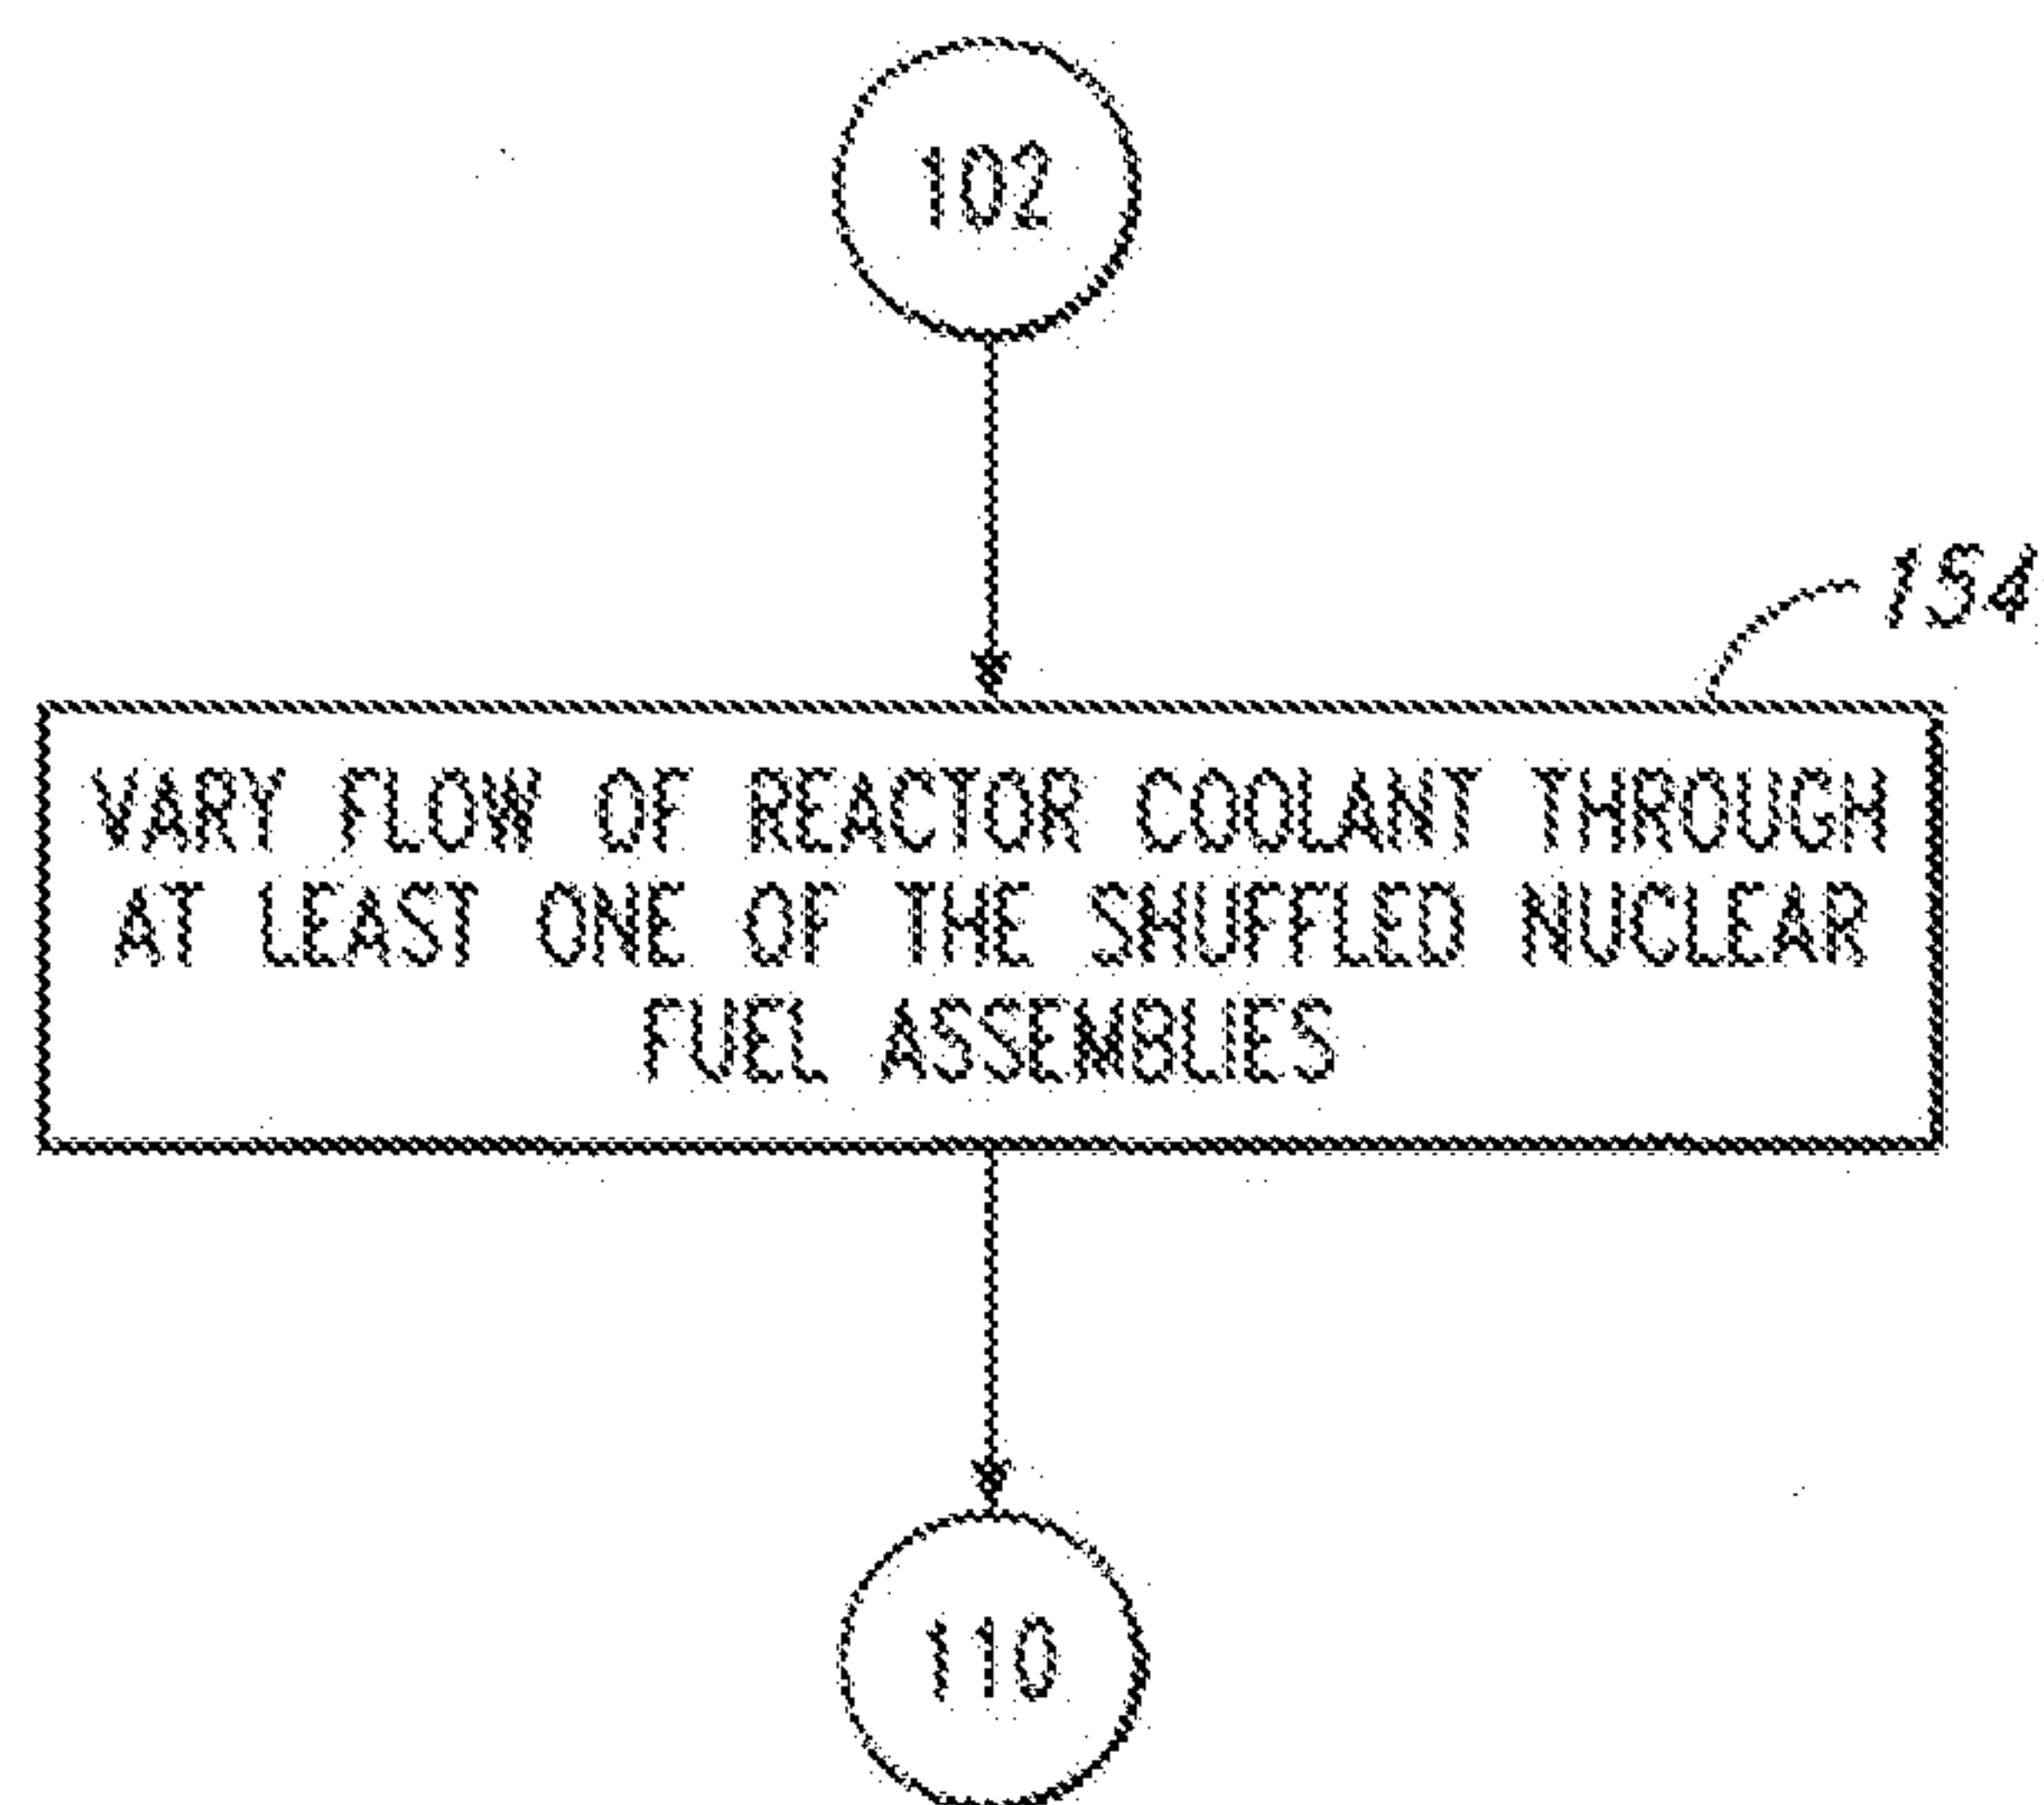 102
154
VARY FLOW OF REACTOR COOLANT THROUGH
AT LEAST ONE OF THE SHUFFLED NUCLEAR
FUEL ASSEMBLIES
110